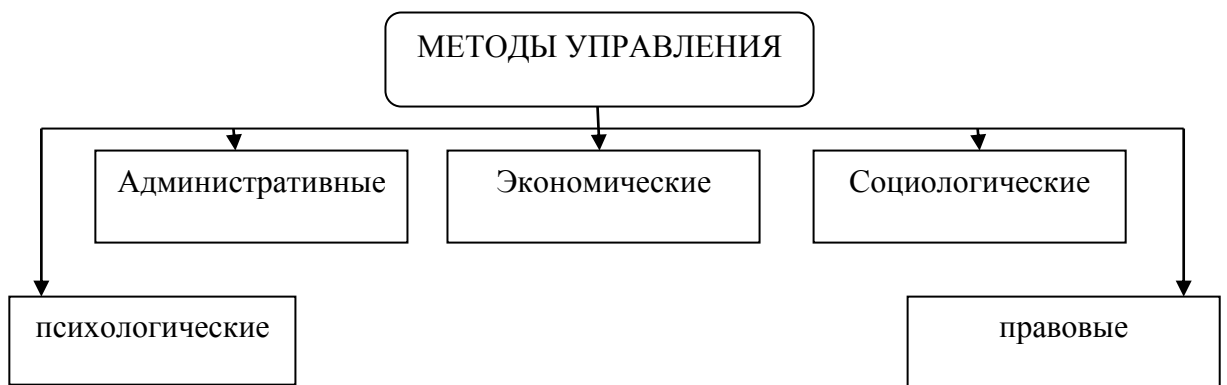 МЕТОДЫ УПРАВЛЕНИЯ
Административные
Экономические
Социологические
психологические
правовые